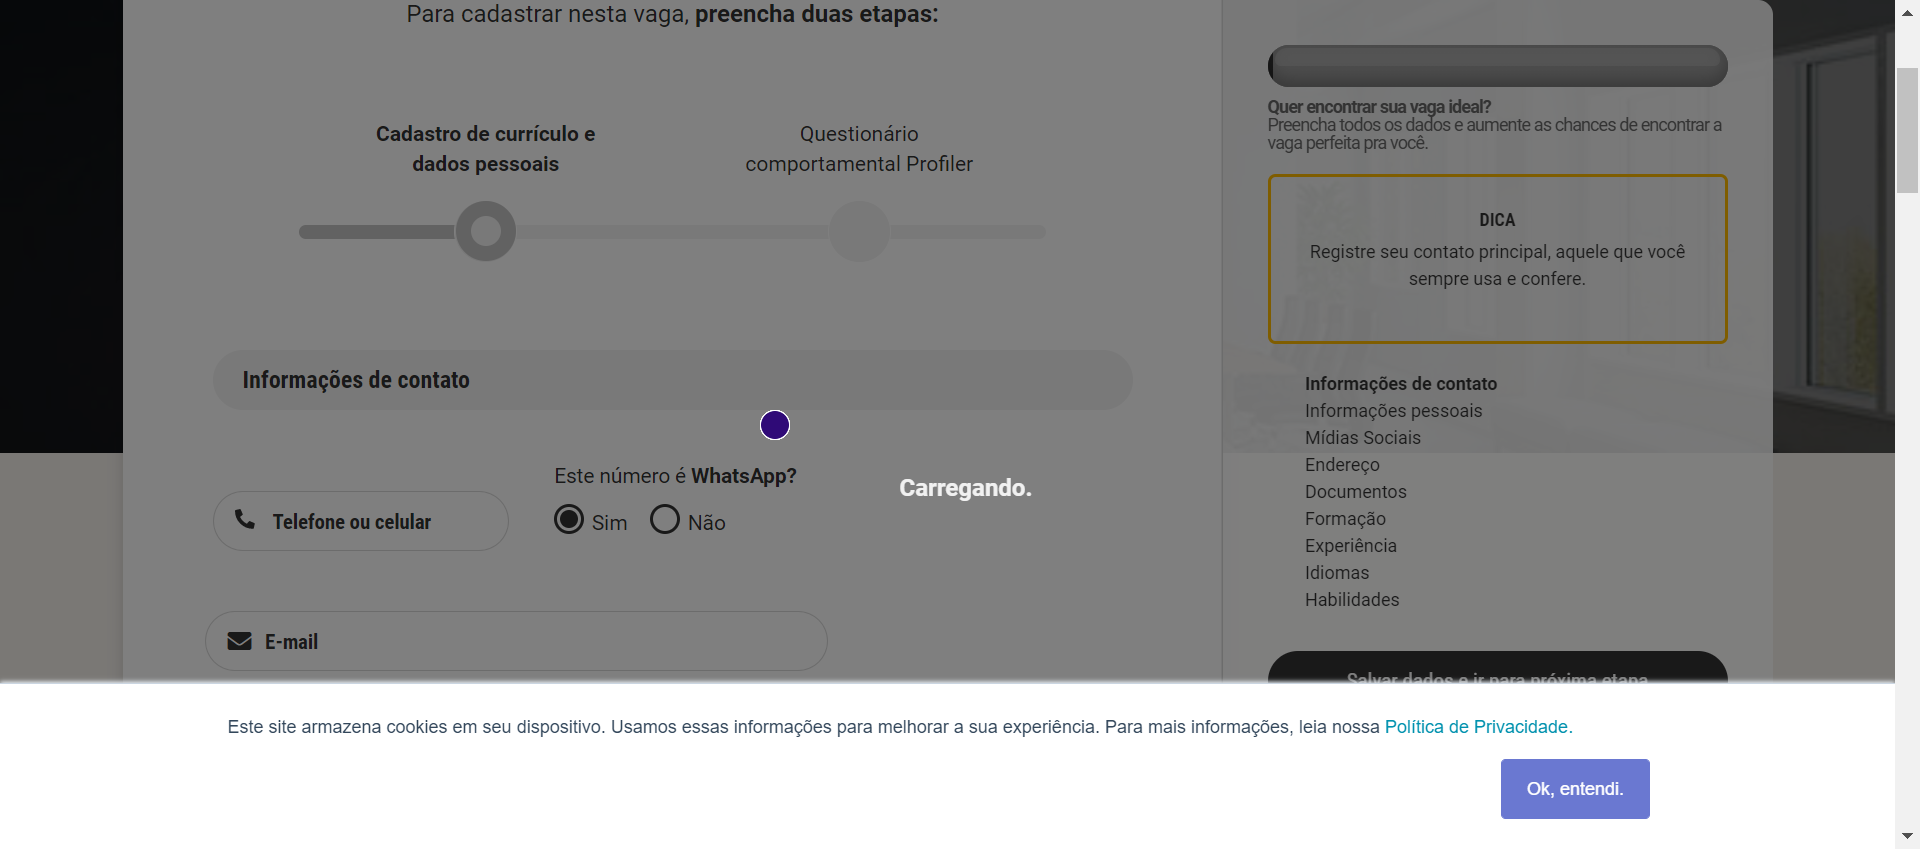 Para cadastrar nesta vaga, preencha duas etapas:
Cadastro de currículo e
dados pessoais
Questionário
comportamental Profiler
Informações de contato
Este número é WhatsApp?
Telefone ou celular
Sim
Não
Carregando.
E-mail
Quer encontrar sua vaga ideal?
Preencha todos os dados e aumente as chances de encontrar a
vaga perfeita pra você.
DICA
Registre seu contato principal, aquele que você
sempre usa e confere.
Informações de contato
Informações pessoais
Mídias Sociais
Endereço
Documentos
Formação
Experiência
Idiomas
Habilidades
Salvar dados e ir para próxima etapa
Este site armazena cookies em seu dispositivo. Usamos essas informações para melhorar a sua experiência. Para mais informações, leia nossa Política de Privacidade.
Ok, entendi.